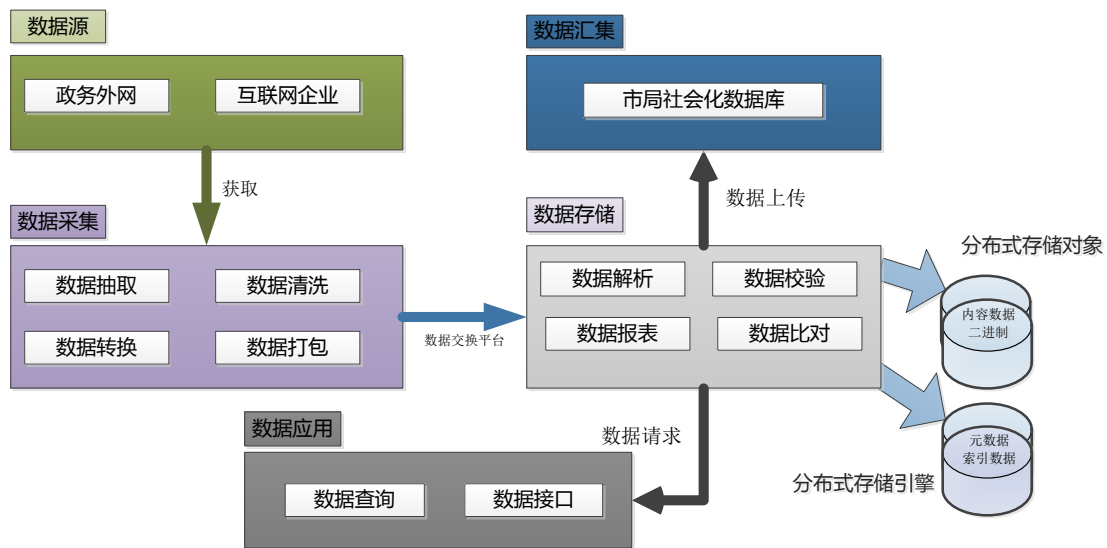 数据源
政务外网
互联网企业
获取
数据采集
数据抽取
数据清洗
数据转换
数据打包
数据交换平台
数据汇集
市局社会化数据库
数据上传
数据存储
数据解析
数据校验
数据报表
数据比对
分布式存储对象
内容数据
二进制
元数据
索引数据
分布式存储引擎
数据请求
数据应用
数据查询
数据接口